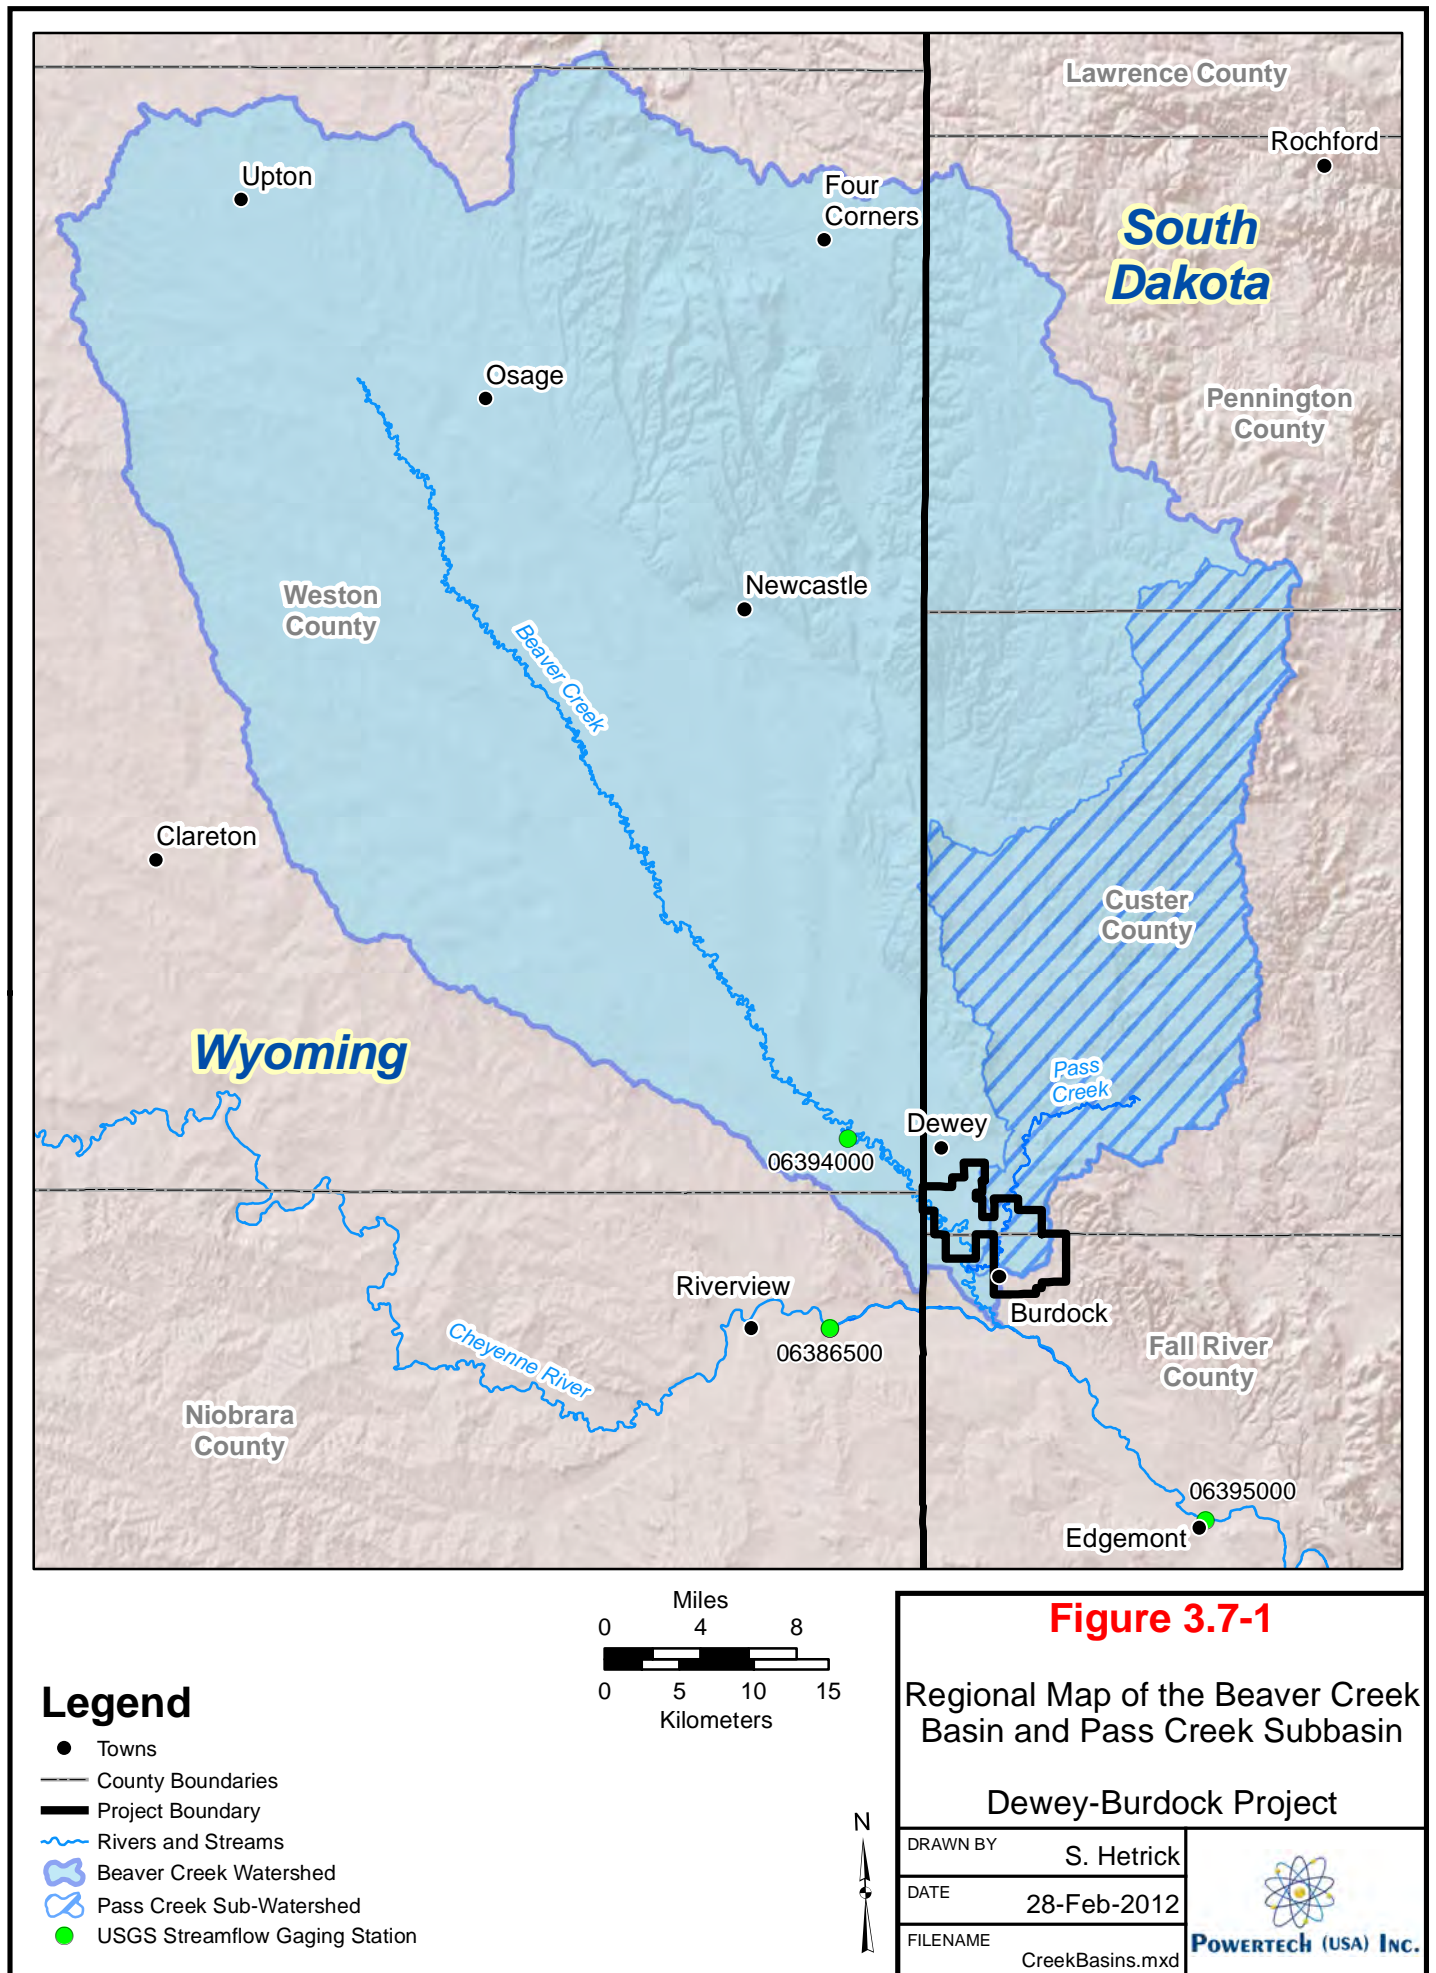 Lawrence County
Rochford
Upton
Four
Corners
South
Dakota
Osage
Pennington
County
Weston
County
Newcastle
Beaver Creek
Clareton
Custer
County
Wyoming
Pass
Creek
Dewey
06394000
Riverview
Burdock
Cheyenne River
06386500
Fall River
County
Niobrara
County
06395000
Edgemont
Miles
0 4 8
0 5 10 15
Kilometers
Legend
Towns
County Boundaries
Project Boundary
Rivers and Streams
Beaver Creek Watershed
Pass Creek Sub-Watershed
USGS Streamflow Gaging Station
N
Figure 3.7-1
Regional Map of the Beaver Creek
Basin and Pass Creek Subbasin
Dewey-Burdock Project
DRAWN BY S. Hetrick
DATE 28-Feb-2012
FILENAME CreekBasins.mxd
POWERTECH (USA) INC.